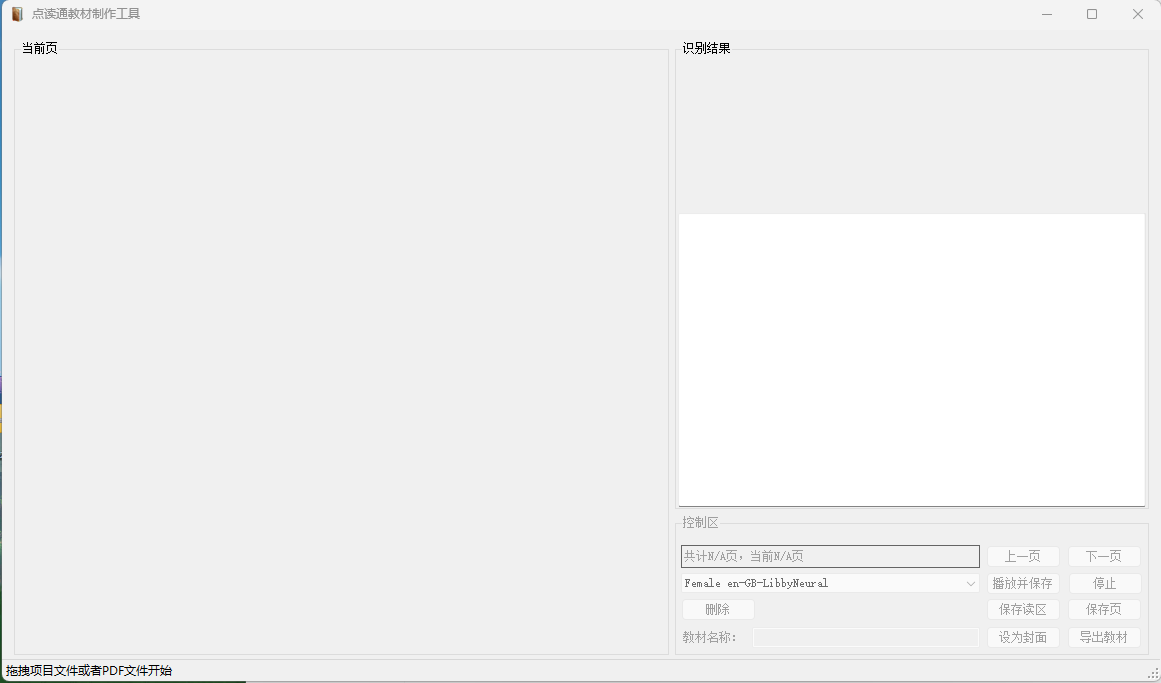 点读通教材制作工具
当前页
识别结果
控制区
共计N/A页，当前N/A页
上一页
下一页
Female en-GB-LibbyNeural
播放并保存
停止
删除
保存读区
保存页
教材名称：
设为封面
导出教材
拖拽项目文件或者PDF文件开始